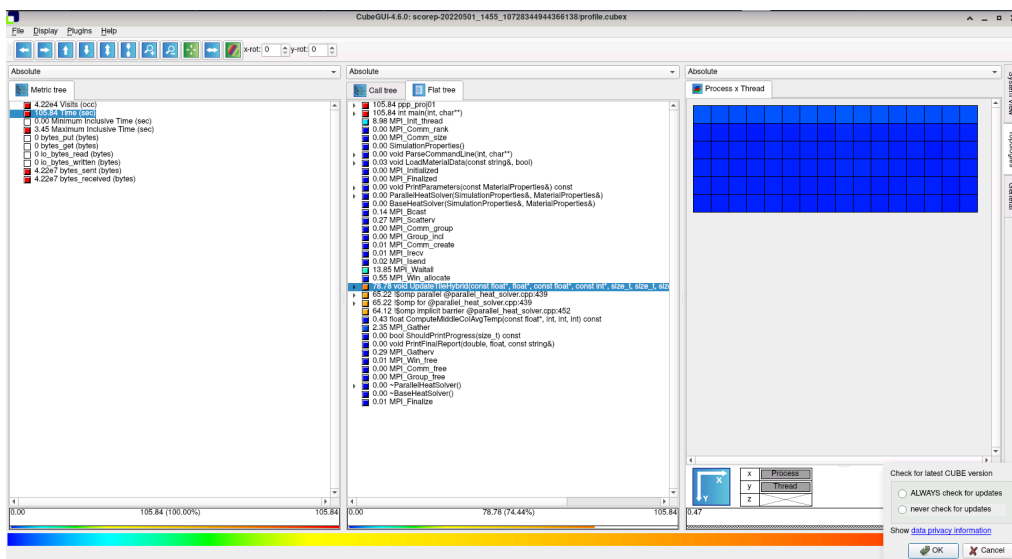 CubeGUI-4.6.0: scorep-20220501_1455_10728344944366138/profile.cubex
File Display Plugins Help
x-rot: 0 y-rot: 0
Absolute
Metric tree
4.22e4 Visits (occ)
105.84 Time (sec)
0.00 Minimum Inclusive Time (sec)
3.45 Maximum Inclusive Time (sec)
0 bytes_put (bytes)
0 bytes_get (bytes)
0 io_bytes_read (bytes)
0 io_bytes_written (bytes)
4.22e7 bytes_sent (bytes)
4.22e7 bytes_received (bytes)
0.00 105.84 (100.00%) 105.84
Absolute
Call tree Flat tree
105.84 ppp_proj01
105.84 int main(int, char**)
8.98 MPI_Init_thread
0.00 MPI_Comm_rank
0.00 MPI_Comm_size
0.00 SimulationProperties()
0.00 void ParseCommandLine(int, char**)
0.03 void LoadMaterialData(const string&, bool)
0.00 MPI_Initialized
0.00 MPI_Finalized
0.00 void PrintParameters(const MaterialProperties&) const
0.00 ParallelHeatSolver(SimulationProperties&, MaterialProperties&)
0.00 BaseHeatSolver(SimulationProperties&, MaterialProperties&)
0.14 MPI_Bcast
0.27 MPI_Scatterv
0.00 MPI_Comm_group
0.00 MPI_Group_incl
0.01 MPI_Comm_create
0.01 MPI_Irecv
0.02 MPI_Isend
13.85 MPI_Waitall
0.55 MPI_Win_allocate
78.78 void UpdateTileHybrid(const float*, float*, const float*, const int*, size_t, size_t, size
65.22 !$omp parallel @parallel_heat_solver.cpp:439
65.22 !$omp for @parallel_heat_solver.cpp:439
64.12 !$omp implicit barrier @parallel_heat_solver.cpp:452
0.43 float ComputeMiddleColAvgTemp(const float*, int, int, int) const
2.35 MPI_Gather
0.00 bool ShouldPrintProgress(size_t) const
0.00 void PrintFinalReport(double, float, const string&)
0.29 MPI_Gatherv
0.01 MPI_Win_free
0.00 MPI_Comm_free
0.00 MPI_Group_free
0.00 ~ParallelHeatSolver()
0.00 ~BaseHeatSolver()
0.01 MPI_Finalize
0.00 78.78 (74.44%) 105.84
Absolute
Process x Thread
x Process
y Thread
z
X
Y
0.47
System View
Topologies
General
Check for latest CUBE version
ALWAYS check for updates
never check for updates
Show data privacy information
OK Cancel